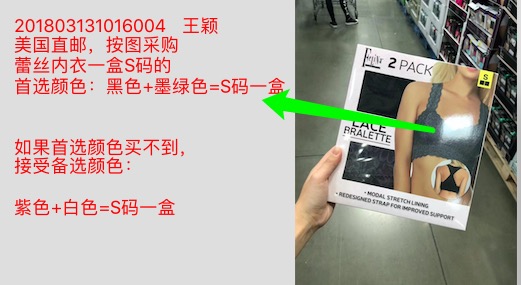 201803131016004 王颖
美国直邮，按图采购
蕾丝内衣一盒S码的
首选颜色：黑色+墨绿色=S码一盒
如果首选颜色买不到，
接受备选颜色：
紫色+白色=S码一盒
2 PACK
S
LACE
BRALETTE
• MODAL STRETCH LINING
• REDESIGNED STRAP FOR IMPROVED SUPPORT